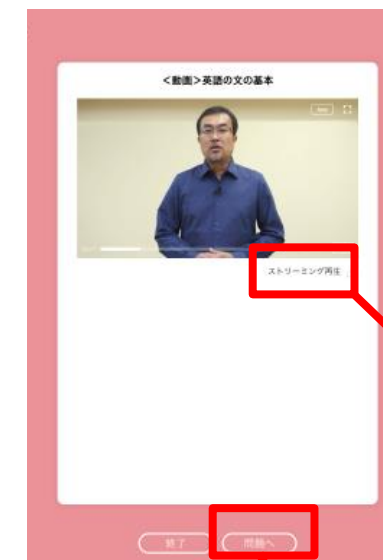 ＜動画＞英語の文の基本
ストリーミング再生
終了
問題へ